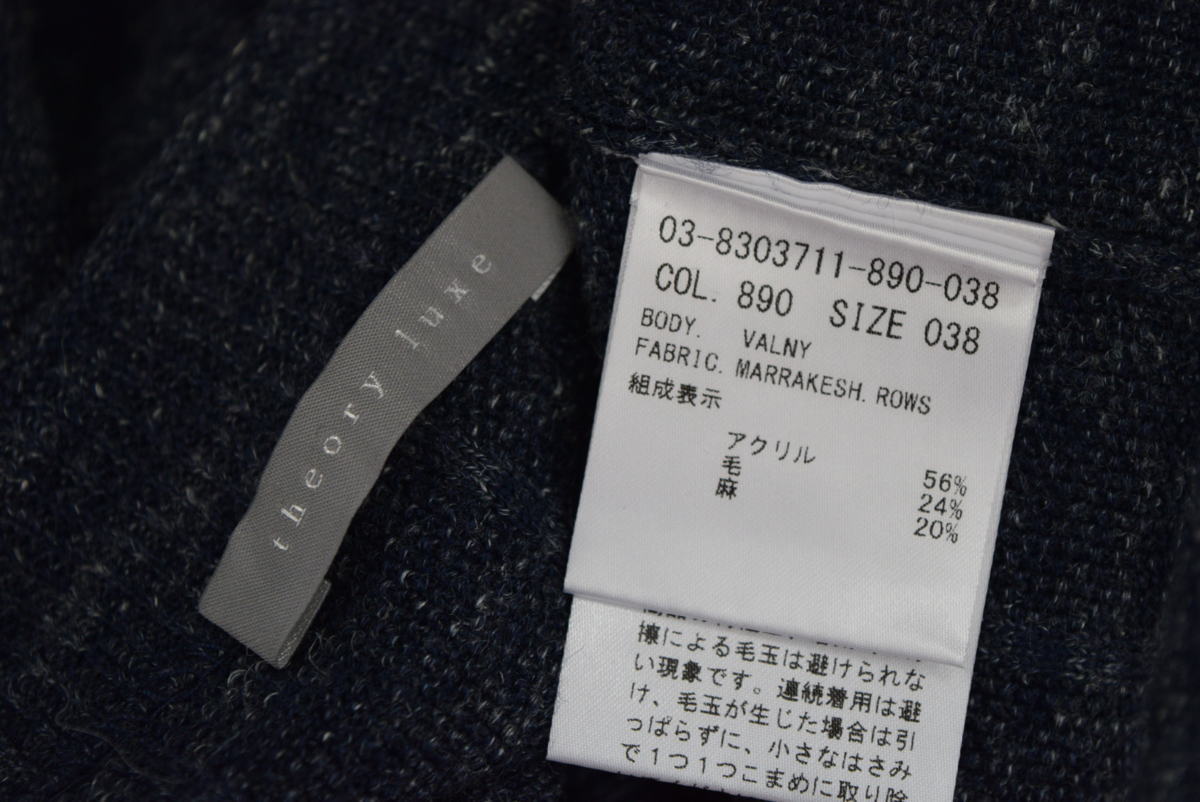 theory luxe
03-8303711-890-038
COL. 890 SIZE 038
BODY. VALNY
FABRIC. MARRAKESH. ROWS
組成表示
アクリル 56%
毛 24%
麻 20%
擦による毛玉は避けられな
い現象です。連続着用は避
け、毛玉が生じた場合は引
っぱらずに、小さなはさみ
で1つ1つこまめに取り除